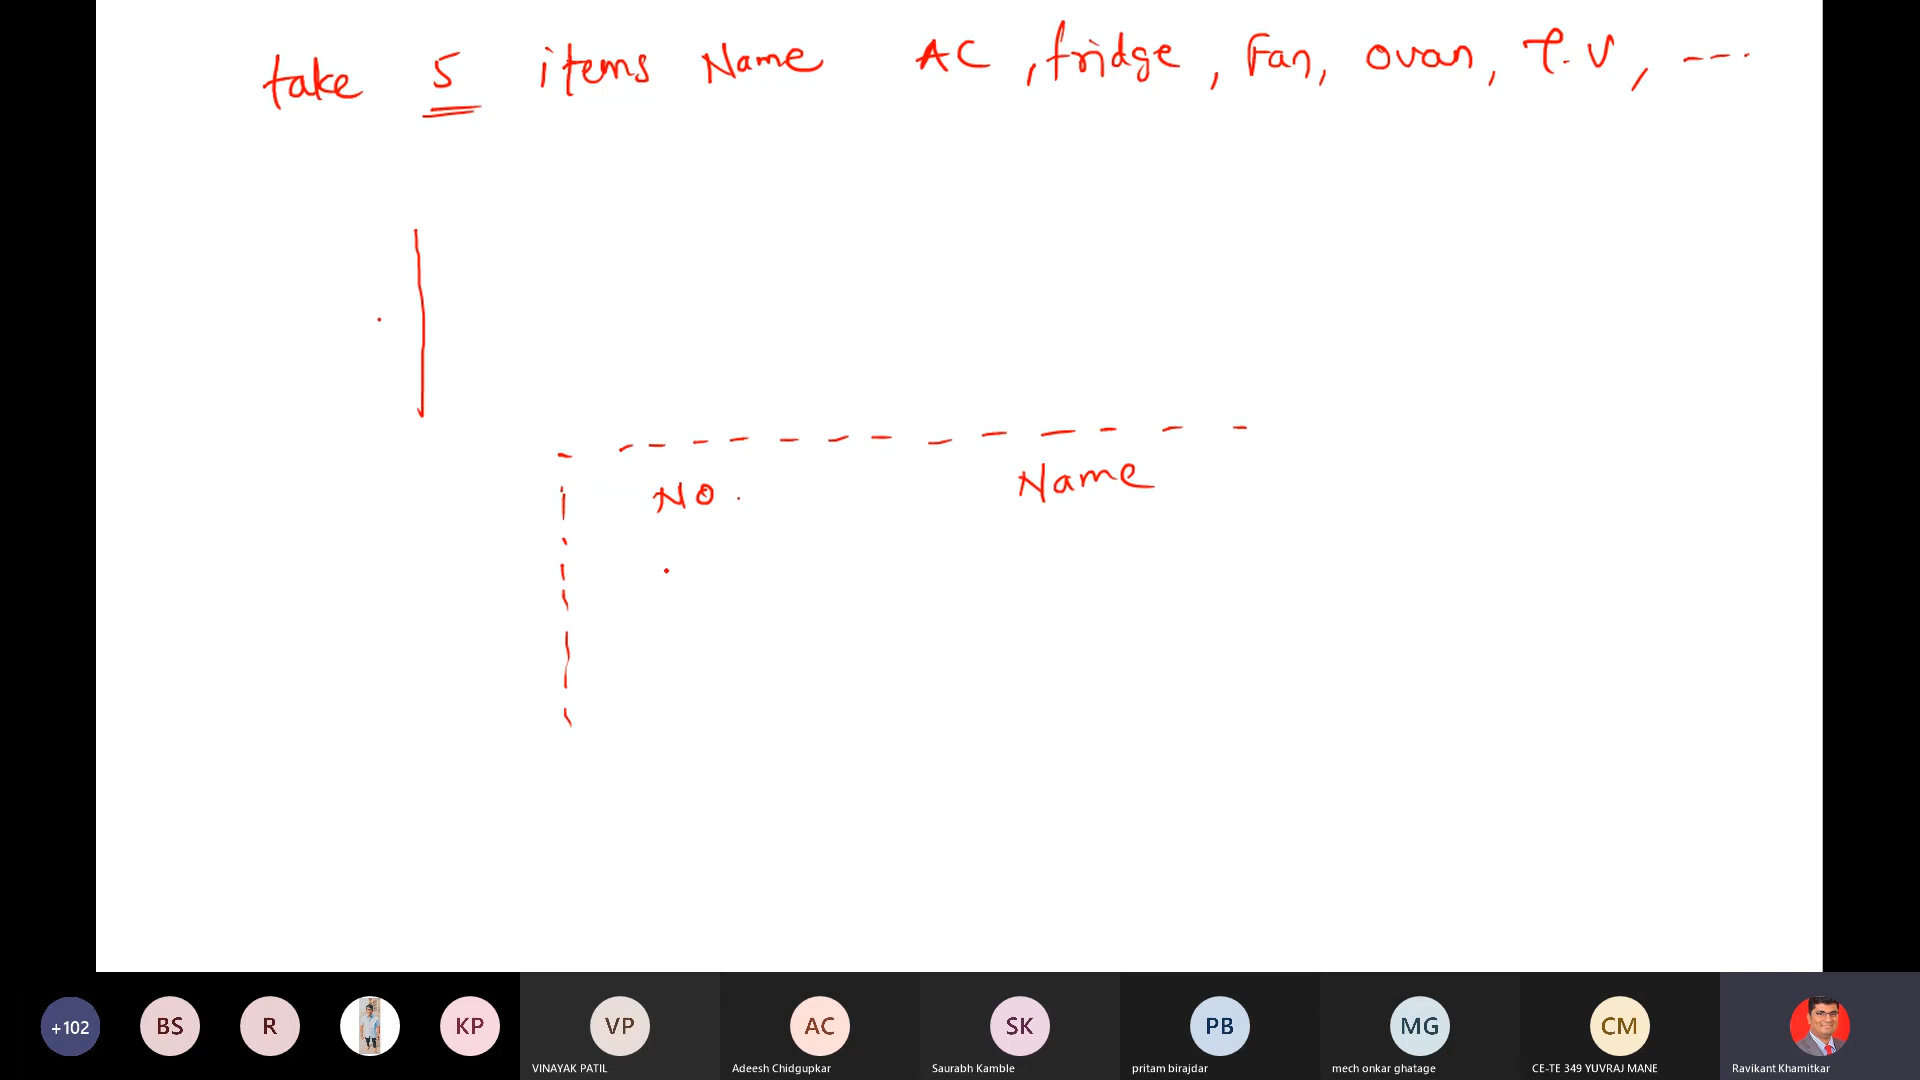 take 5 items Name AC, fridge, Fan, ovan, T.V, ---
No. Name
+102 BS R KP VP AC SK PB MG CM
VINAYAK PATIL Adeesh Chidgupkar Saurabh Kamble pritam birajdar mech onkar ghatage CE-TE 349 YUVRAJ MANE Ravikant Khamitkar